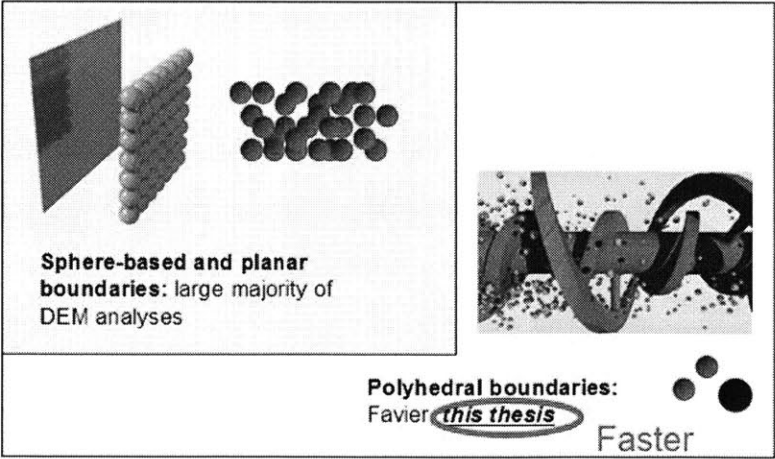 Sphere-based and planar
boundaries: large majority of
DEM analyses
Polyhedral boundaries:
Favier, this thesis
Faster